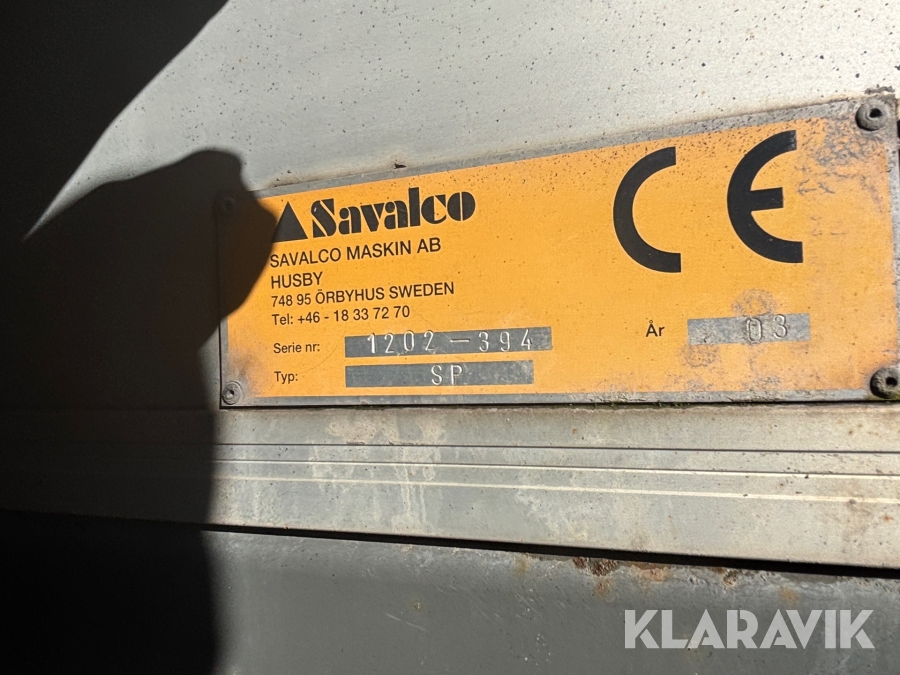 Savalco
CE
SAVALCO MASKIN AB
HUSBY
748 95 ÖRBYHUS SWEDEN
Tel: +46 - 18 33 72 70
Serie nr: 1202-394
År 03
Typ: SP
KLARAVIK